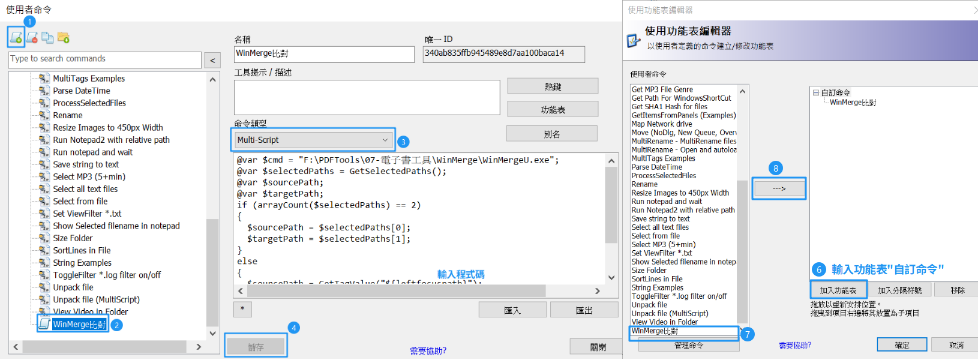 使用者命令
1
Type to search commands
<
MultiTags Examples
Parse DateTime
ProcessSelectedFiles
Rename
Resize Images to 450px Width
Run Notepad2 with relative path
Run notepad and wait
Save string to text
Select MP3 (5+min)
Select all text files
Select from file
Set ViewFilter *.txt
Show Selected filename in notepad
Size Folder
SortLines in File
String Examples
ToggleFilter *.log filter on/off
Unpack file
Unpack file (MultiScript)
View Video in Folder
WinMerge比對
2
名稱
WinMerge比對
唯一 ID
340ab835ffb945489e8d7aa100baca14
工具提示 / 描述
熱鍵
功能表
別名
命令類型
Multi-Script
3
@var $cmd = "F:\PDFTools\07-電子書工具\WinMerge\WinMergeU.exe";
@var $selectedPaths = GetSelectedPaths();
@var $sourcePath;
@var $targetPath;
if (arrayCount($selectedPaths) == 2)
{
$sourcePath = $selectedPaths[0];
$targetPath = $selectedPaths[1];
}
else
{
輸入程式碼
$sourcePath = GetTagValue("${leftfocuspath}");
*
匯入
匯出
4
儲存
需要協助?
關閉
使用功能表編輯器
使用功能表編輯器
以使用者定義的命令建立/修改功能表
使用者命令
Get MP3 File Genre
Get Path For WindowsShortCut
Get SHA1 Hash for files
GetItemsFromPanels (Examples)
Map Network drive
Move (NoDlg, New Queue, Overv
MultiRename - MultiRename files
MultiRename - Open and autoloa
MultiTags Examples
Parse DateTime
ProcessSelectedFiles
Rename
Resize Images to 450px Width
Run notepad and wait
Run Notepad2 with relative path
Save string to text
Select all text files
Select from file
Select MP3 (5+min)
Set ViewFilter *.txt
Show Selected filename in notep
Size Folder
SortLines in File
String Examples
ToggleFilter *.log filter on/off
Unpack file
Unpack file (MultiScript)
View Video in Folder
WinMerge比對
7
管理命令
8
--->
自訂命令
WinMerge比對
6 輸入功能表"自訂命令"
加入功能表
加入分隔符號
移除
拖放以重新安排位置。
拖曳到項目右邊將其放置為子項目
需要協助?
確定
取消